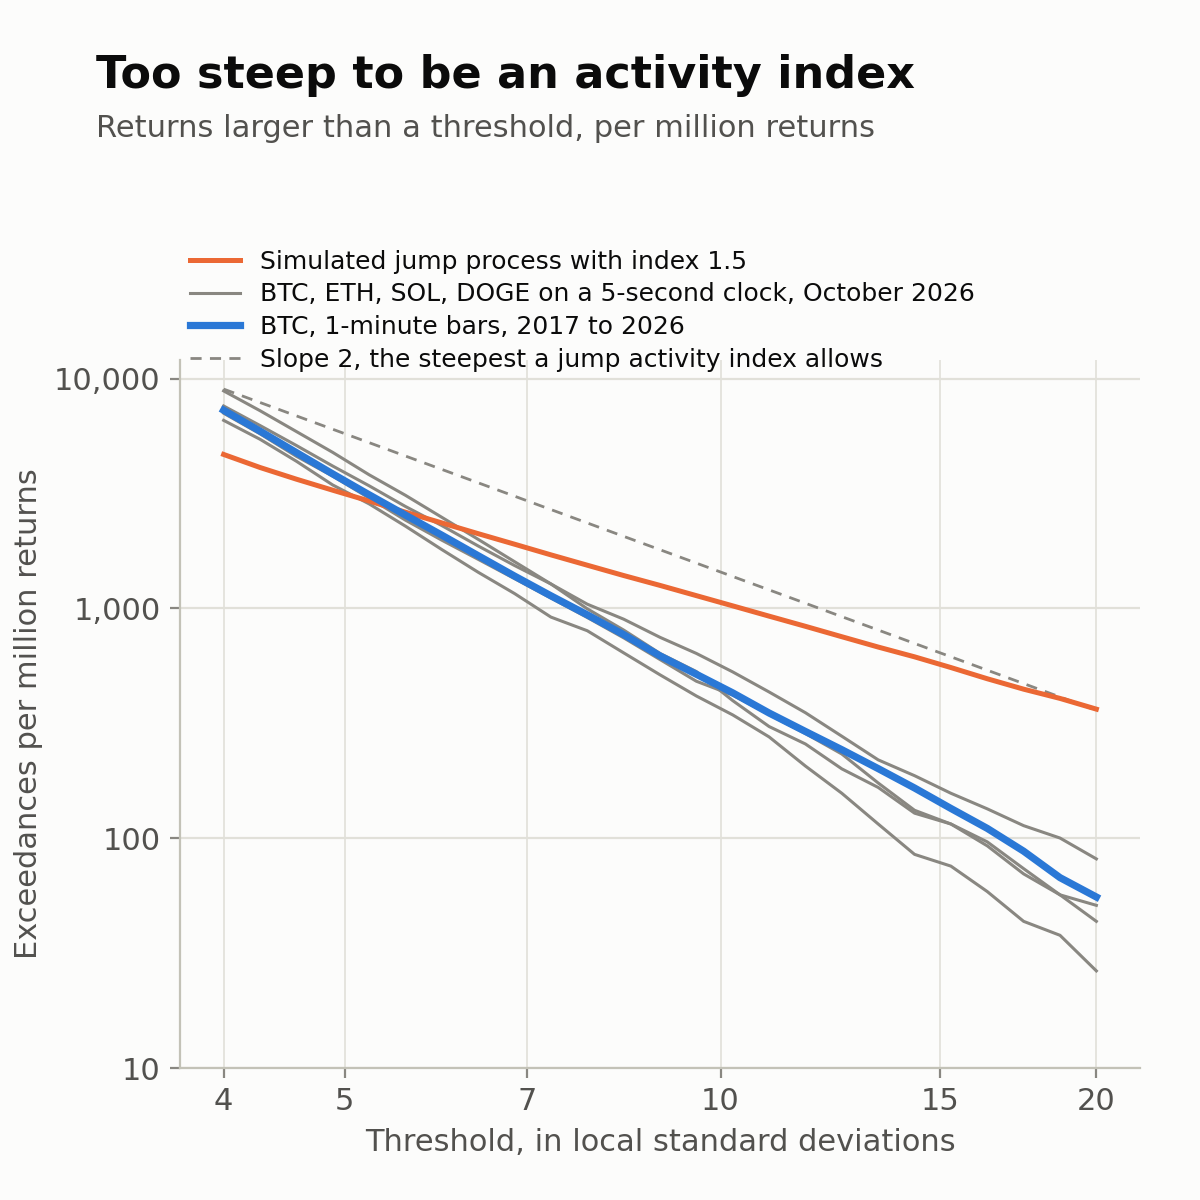 Too steep to be an activity index
Returns larger than a threshold, per million returns
Simulated jump process with index 1.5
BTC, ETH, SOL, DOGE on a 5-second clock, October 2026
BTC, 1-minute bars, 2017 to 2026
Slope 2, the steepest a jump activity index allows
Exceedances per million returns
10,000
1,000
100
10
4 5 7 10 15 20
Threshold, in local standard deviations